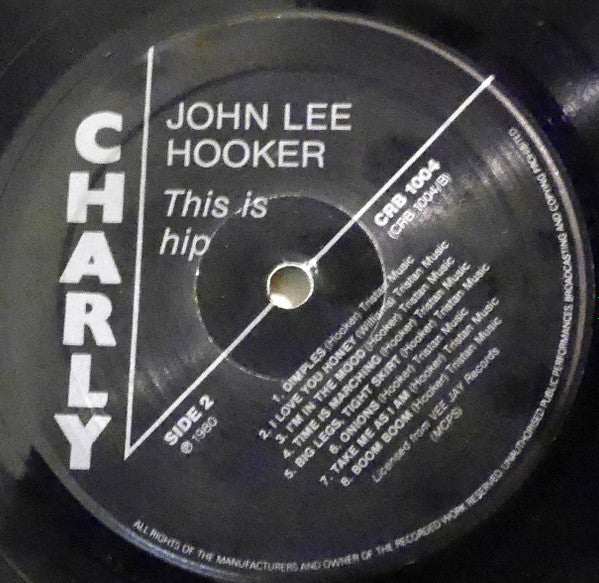 CHARLY
JOHN LEE
HOOKER
This is
hip
CRB 1004
(CRB 1004/B)
SIDE 2
℗ 1980
1. DIMPLES (Hooker) Tristan Music
2. I LOVE YOU HONEY Tristan Music
3. I'M IN THE MOOD (Hooker) Tristan Music
4. TIME IS MARCHING (Hooker) Tristan Music
5. BIG LEGS, TIGHT SKIRT (Hooker) Tristan Music
6. ONIONS (Hooker) Tristan Music
7. TAKE ME AS I AM (Hooker) Tristan Music
8. BOOM BOOM (Hooker) Tristan Music
Licensed from VEE JAY Records
(MCPS)
ALL RIGHTS OF THE MANUFACTURERS AND OWNER OF THE RECORDED WORK RESERVED. UNAUTHORISED PUBLIC PERFORMANCES, BROADCASTING AND COPYING PROHIBITED